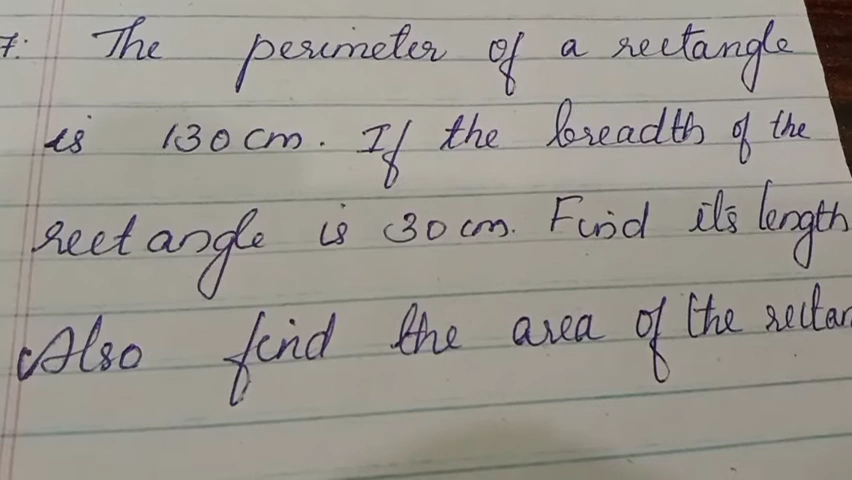 7. The perimeter of a rectangle
is 130 cm. If the breadth of the
rectangle is 30 cm. Find it's length
Also find the area of the rectan